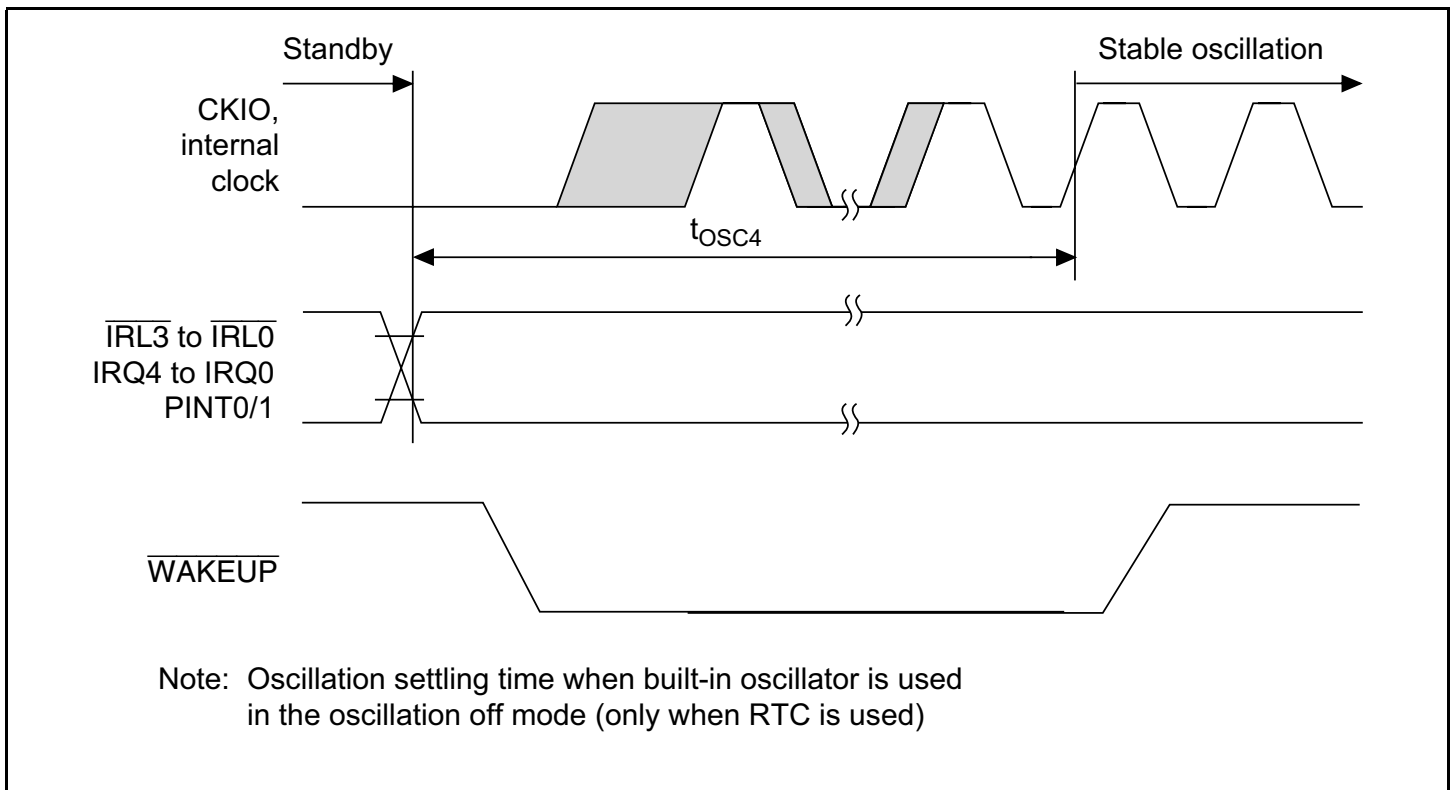 Standby
Stable oscillation
CKIO,
internal
clock
tOSC4
IRL3 to IRL0
IRQ4 to IRQ0
PINT0/1
WAKEUP
Note: Oscillation settling time when built-in oscillator is used
in the oscillation off mode (only when RTC is used)